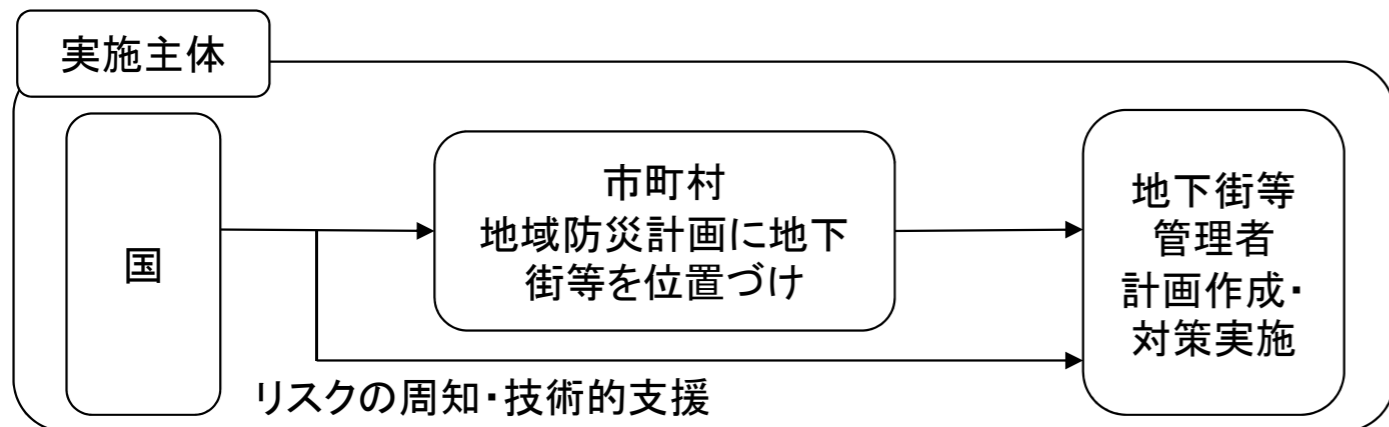 実施主体
国
市町村
地域防災計画に地下
街等を位置づけ
地下街等
管理者
計画作成・
対策実施
リスクの周知・技術的支援